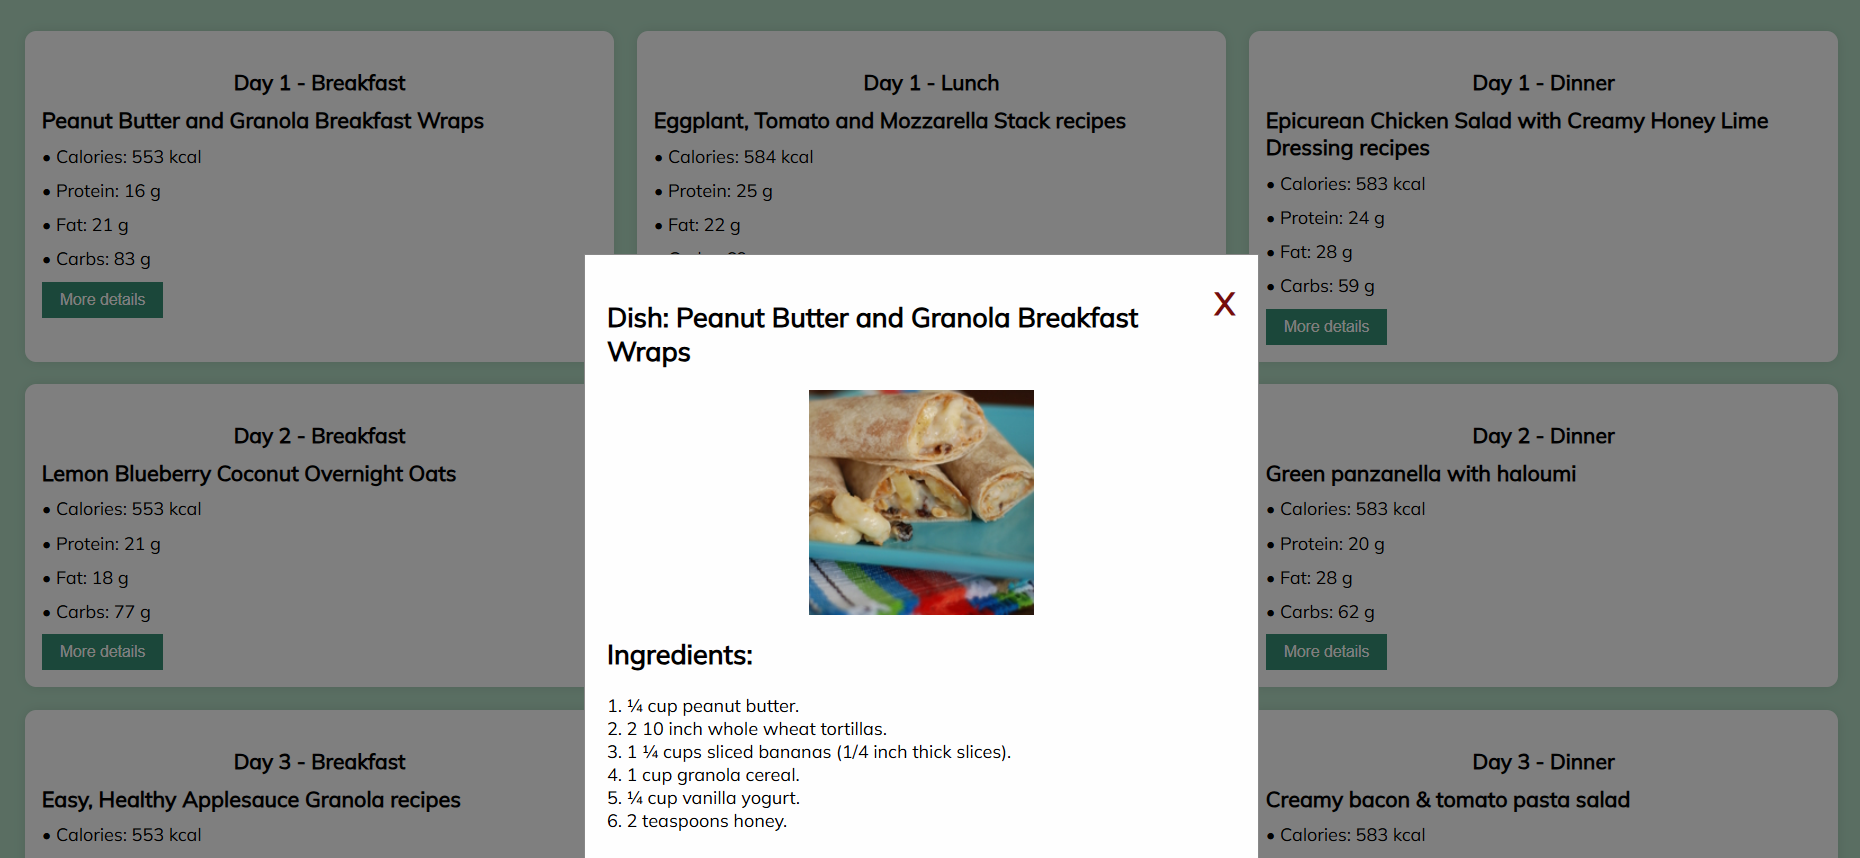 Day 1 - Breakfast
Peanut Butter and Granola Breakfast Wraps
• Calories: 553 kcal
• Protein: 16 g
• Fat: 21 g
• Carbs: 83 g
More details
Day 1 - Lunch
Eggplant, Tomato and Mozzarella Stack recipes
• Calories: 584 kcal
• Protein: 25 g
• Fat: 22 g
Day 1 - Dinner
Epicurean Chicken Salad with Creamy Honey Lime
Dressing recipes
• Calories: 583 kcal
• Protein: 24 g
• Fat: 28 g
• Carbs: 59 g
More details
X
Dish: Peanut Butter and Granola Breakfast
Wraps
Ingredients:
1. ¼ cup peanut butter.
2. 2 10 inch whole wheat tortillas.
3. 1 ¼ cups sliced bananas (1/4 inch thick slices).
4. 1 cup granola cereal.
5. ¼ cup vanilla yogurt.
6. 2 teaspoons honey.
Day 2 - Breakfast
Lemon Blueberry Coconut Overnight Oats
• Calories: 553 kcal
• Protein: 21 g
• Fat: 18 g
• Carbs: 77 g
More details
Day 2 - Dinner
Green panzanella with haloumi
• Calories: 583 kcal
• Protein: 20 g
• Fat: 28 g
• Carbs: 62 g
More details
Day 3 - Breakfast
Easy, Healthy Applesauce Granola recipes
• Calories: 553 kcal
Day 3 - Dinner
Creamy bacon & tomato pasta salad
• Calories: 583 kcal